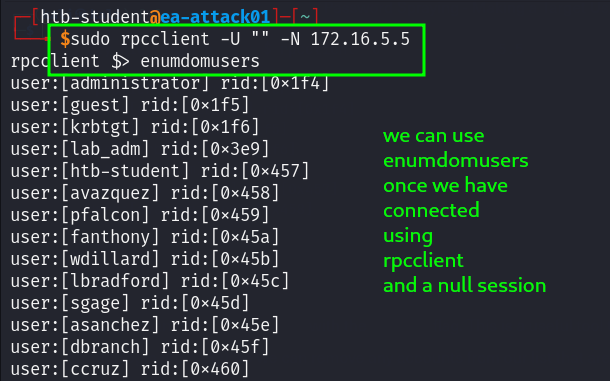 ┌─[htb-student@ea-attack01]─[~]
└──╼ $sudo rpcclient -U "" -N 172.16.5.5
rpcclient $> enumdomusers
user:[administrator] rid:[0×1f4]
user:[guest] rid:[0×1f5]
user:[krbtgt] rid:[0×1f6]
user:[lab_adm] rid:[0×3e9]
user:[htb-student] rid:[0×457]
user:[avazquez] rid:[0×458]
user:[pfalcon] rid:[0×459]
user:[fanthony] rid:[0×45a]
user:[wdillard] rid:[0×45b]
user:[lbradford] rid:[0×45c]
user:[sgage] rid:[0×45d]
user:[asanchez] rid:[0×45e]
user:[dbranch] rid:[0×45f]
user:[ccruz] rid:[0×460]
we can use
enumdomusers
once we have
connected
using
rpcclient
and a null session